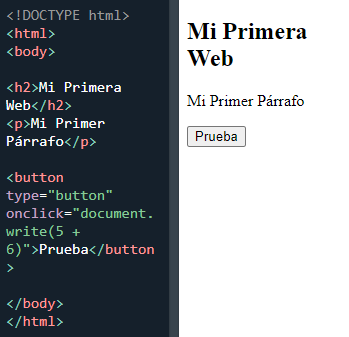 <!DOCTYPE html>
<html>
<body>
<h2>Mi Primera
Web</h2>
<p>Mi Primer
Párrafo</p>
<button
type="button"
onclick="document.
write(5 +
6)">Prueba</button
>
</body>
</html>
Mi Primera
Web
Mi Primer Párrafo
Prueba